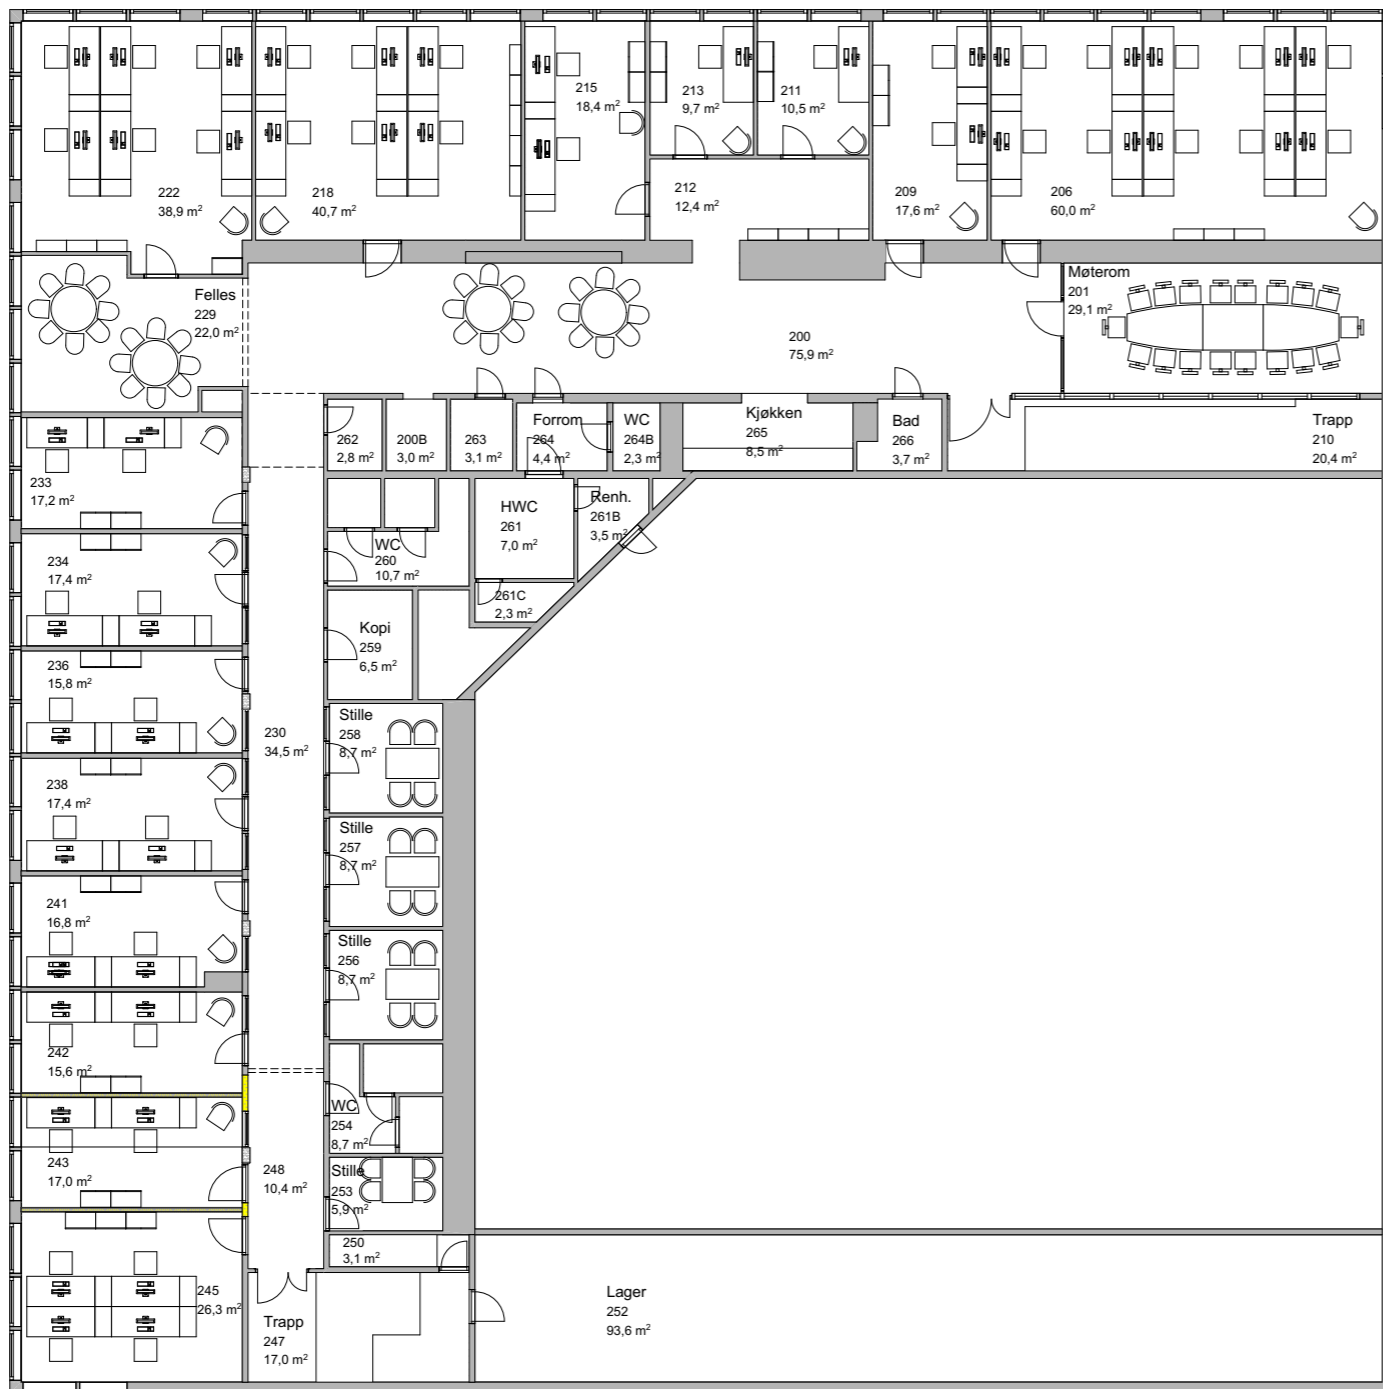 215
18,4 m²
213
9,7 m²
211
10,5 m²
222
38,9 m²
218
40,7 m²
212
12,4 m²
209
17,6 m²
206
60,0 m²
Felles
229
22,0 m²
200
75,9 m²
Møterom
201
29,1 m²
262
2,8 m²
200B
3,0 m²
263
3,1 m²
Forrom
264
4,4 m²
WC
264B
2,3 m²
Kjøkken
265
8,5 m²
Bad
266
3,7 m²
Trapp
210
20,4 m²
233
17,2 m²
HWC
261
7,0 m²
Renh.
261B
3,5 m²
WC
260
10,7 m²
234
17,4 m²
261C
2,3 m²
Kopi
259
6,5 m²
236
15,8 m²
230
34,5 m²
Stille
258
8,7 m²
238
17,4 m²
Stille
257
8,7 m²
241
16,8 m²
Stille
256
8,7 m²
242
15,6 m²
WC
254
8,7 m²
243
17,0 m²
248
10,4 m²
Stille
253
5,9 m²
250
3,1 m²
245
26,3 m²
Trapp
247
17,0 m²
Lager
252
93,6 m²